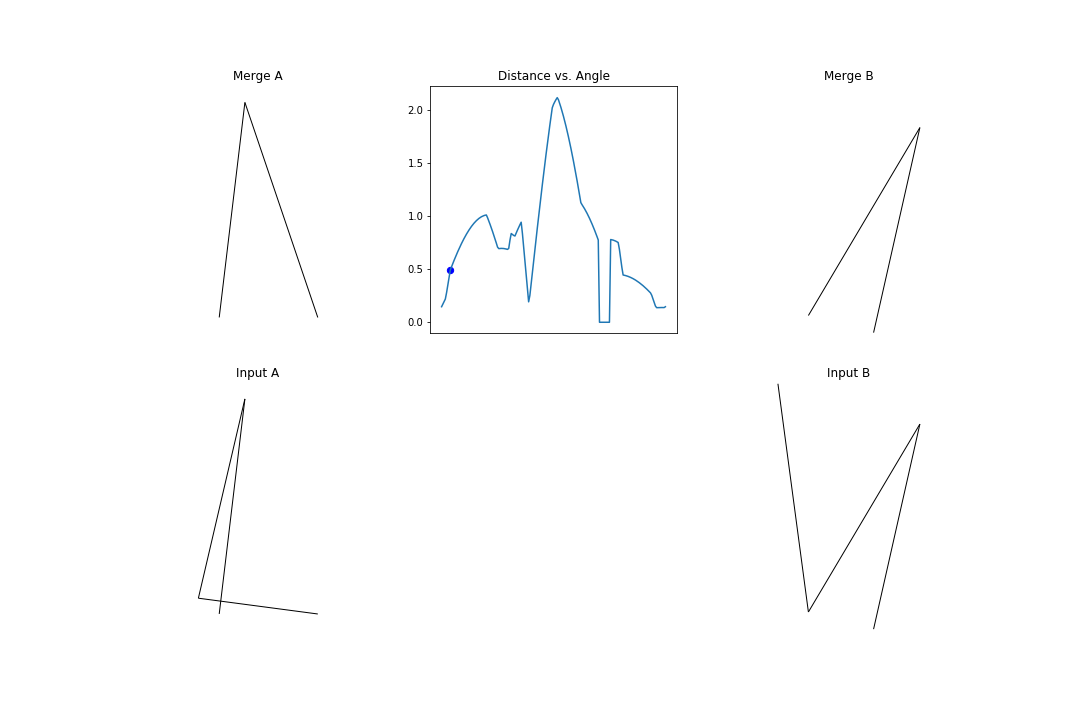 Merge A
Distance vs. Angle
Merge B
2.0
1.5
1.0
0.5
0.0
Input A
Input B